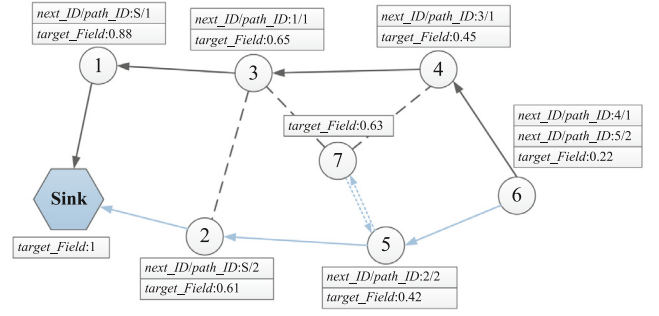 next_ID/path_ID:S/1
target_Field:0.88
next_ID/path_ID:1/1
target_Field:0.65
next_ID/path_ID:3/1
target_Field:0.45
1
3
4
target_Field:0.63
next_ID/path_ID:4/1
next_ID/path_ID:5/2
target_Field:0.22
7
6
Sink
2
5
target_Field:1
next_ID/path_ID:S/2
target_Field:0.61
next_ID/path_ID:2/2
target_Field:0.42